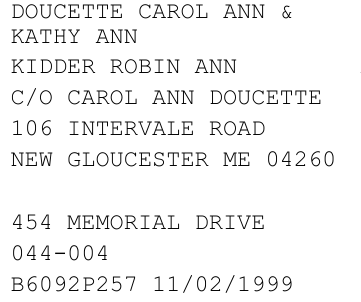 DOUCETTE CAROL ANN &
KATHY ANN
KIDDER ROBIN ANN
C/O CAROL ANN DOUCETTE
106 INTERVALE ROAD
NEW GLOUCESTER ME 04260
454 MEMORIAL DRIVE
044-004
B6092P257 11/02/1999